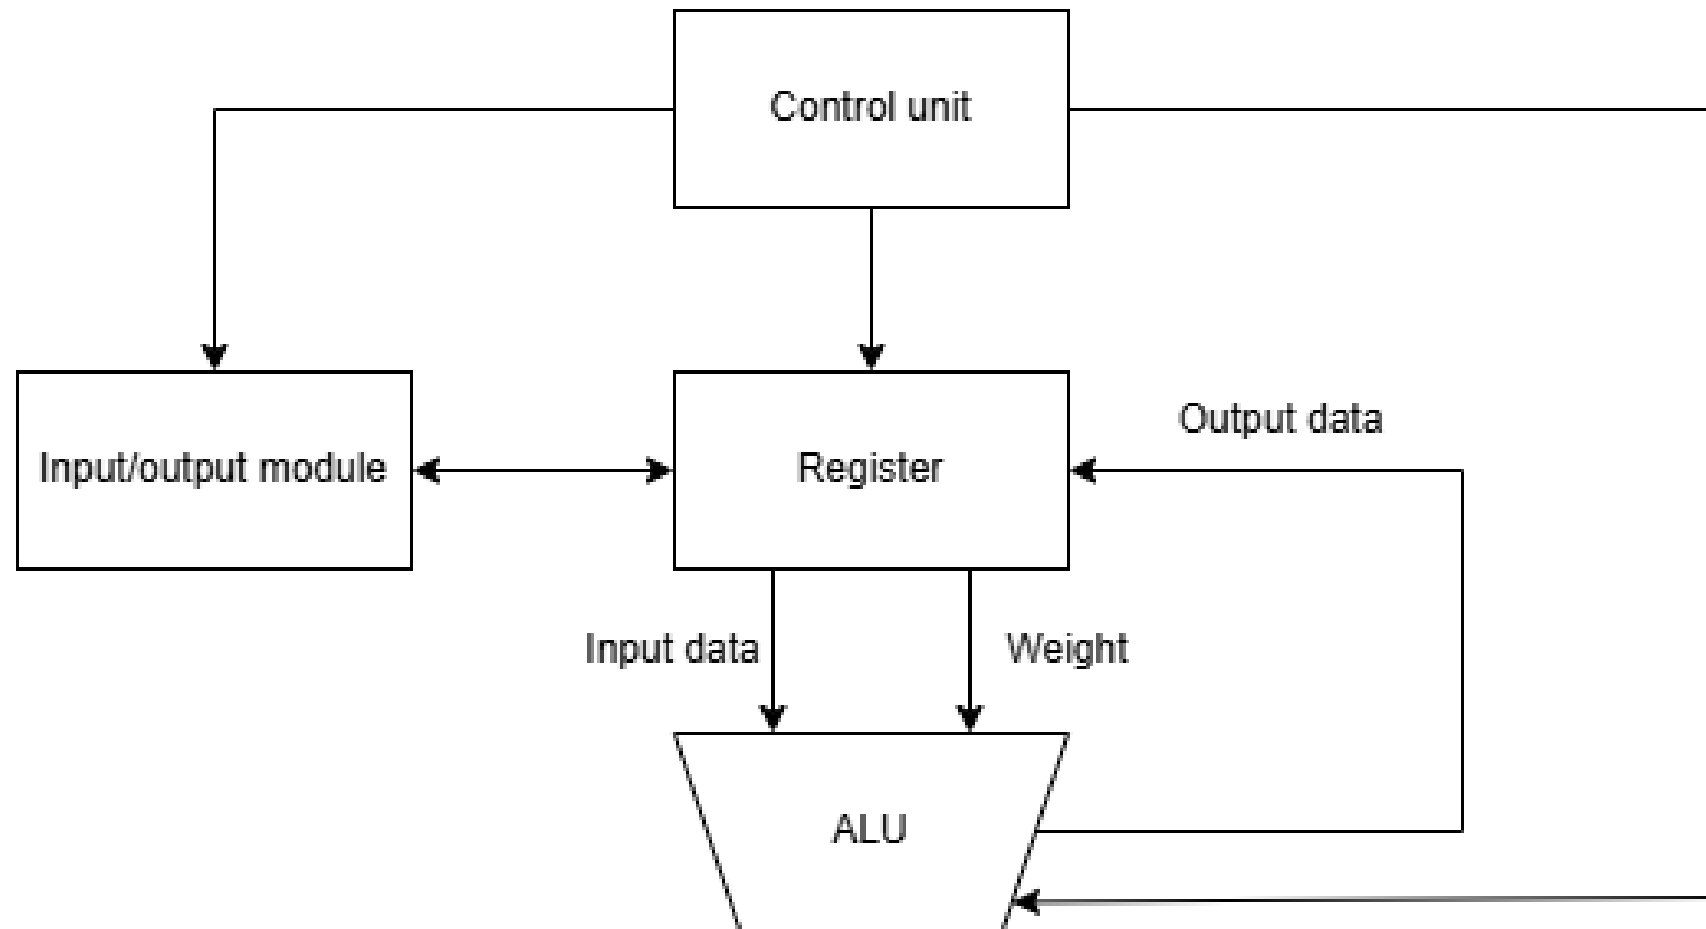 Control unit
Input/output module
Register
Output data
Input data
Weight
ALU